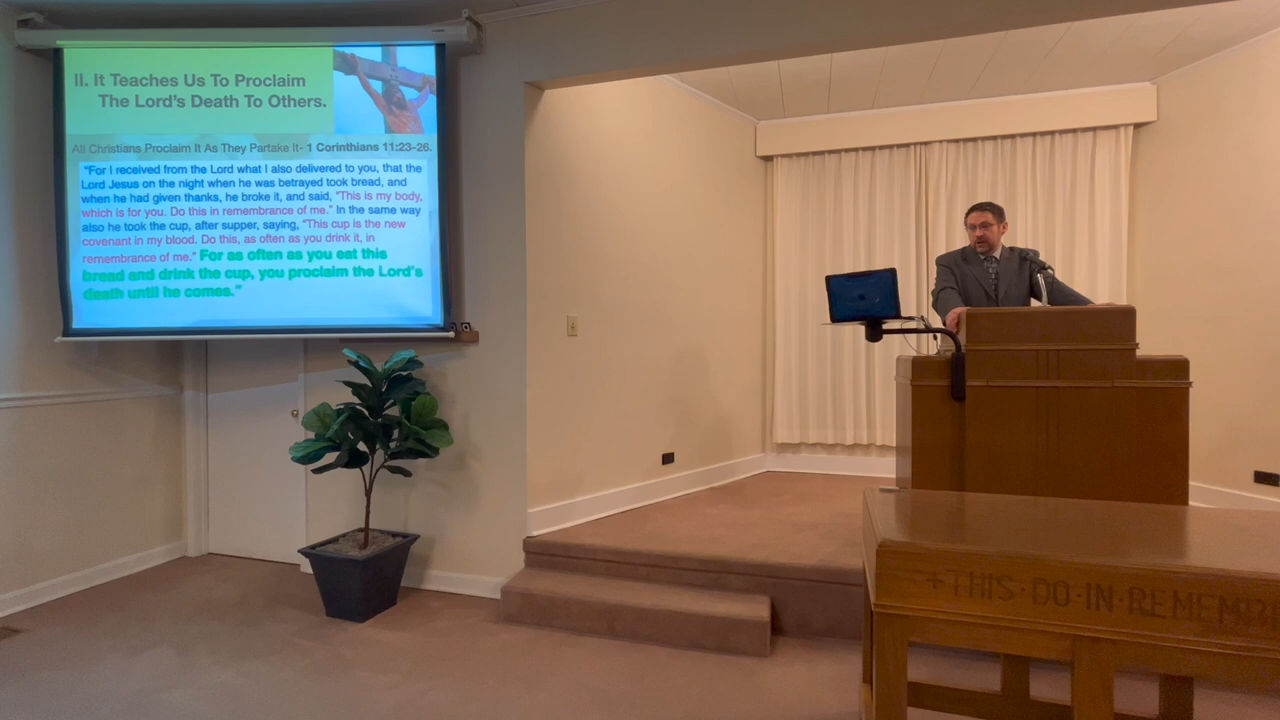 II. It Teaches Us To Proclaim
The Lord's Death To Others.
All Christians Proclaim It As They Partake It- 1 Corinthians 11:23-26.
"For I received from the Lord what I also delivered to you, that the
Lord Jesus on the night when he was betrayed took bread, and
when he had given thanks, he broke it, and said, "This is my body,
which is for you. Do this in remembrance of me." In the same way
also he took the cup, after supper, saying, "This cup is the new
covenant in my blood. Do this, as often as you drink it, in
remembrance of me." For as often as you eat this
bread and drink the cup, you proclaim the Lord's
death until he comes."
+THIS·DO·IN·REMEMB